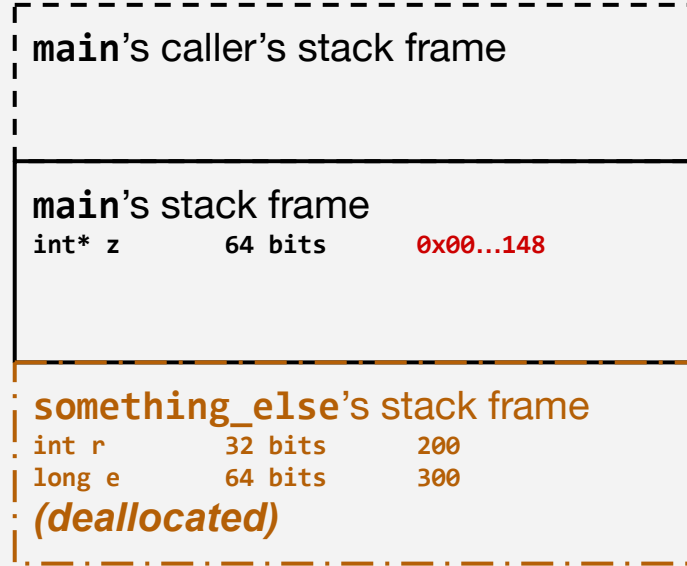 main’s caller’s stack frame
main’s stack frame
int* z 64 bits 0x00...148
something_else’s stack frame
int r 32 bits 200
long e 64 bits 300
(deallocated)